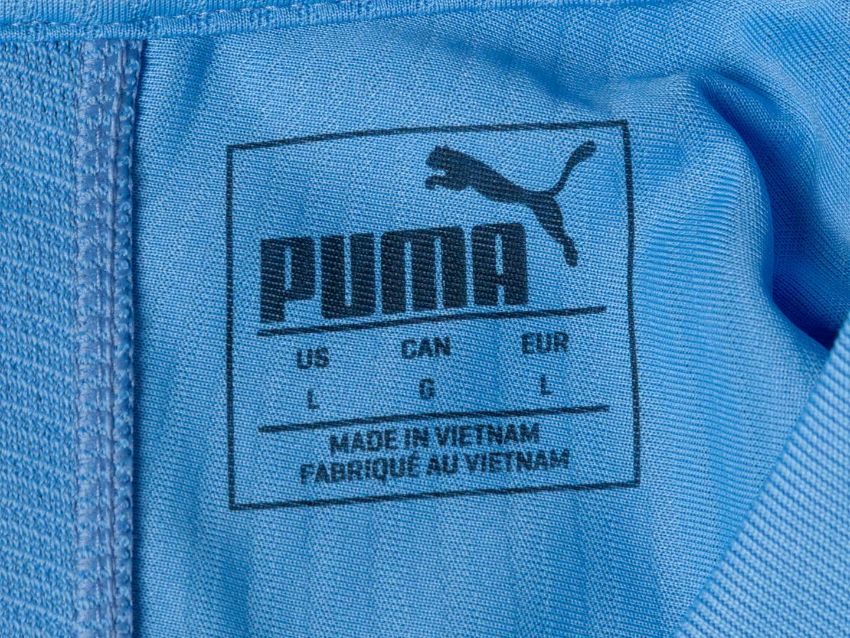 PUMA
US CAN EUR
L G L
MADE IN VIETNAM
FABRIQUÉ AU VIETNAM